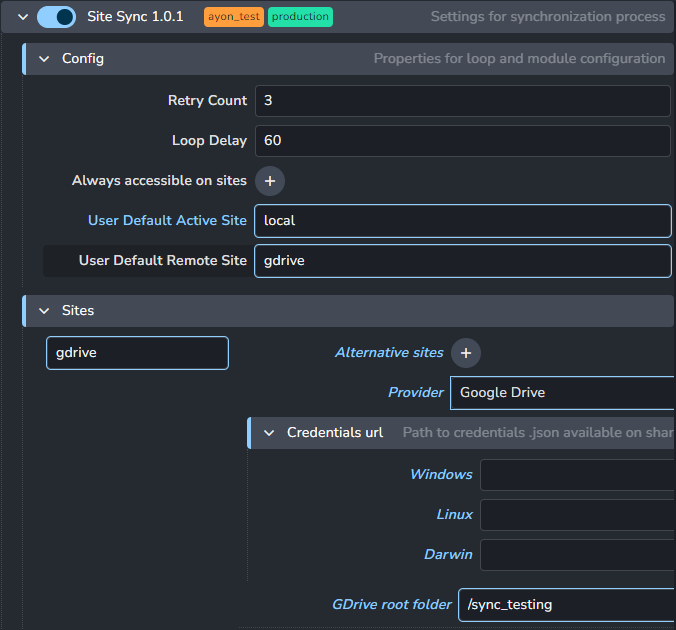 Site Sync 1.0.1 ayon_test production Settings for synchronization process
Config Properties for loop and module configuration
Retry Count 3
Loop Delay 60
Always accessible on sites +
User Default Active Site local
User Default Remote Site gdrive
Sites
gdrive Alternative sites +
Provider Google Drive
Credentials url Path to credentials .json available on shar
Windows
Linux
Darwin
GDrive root folder /sync_testing